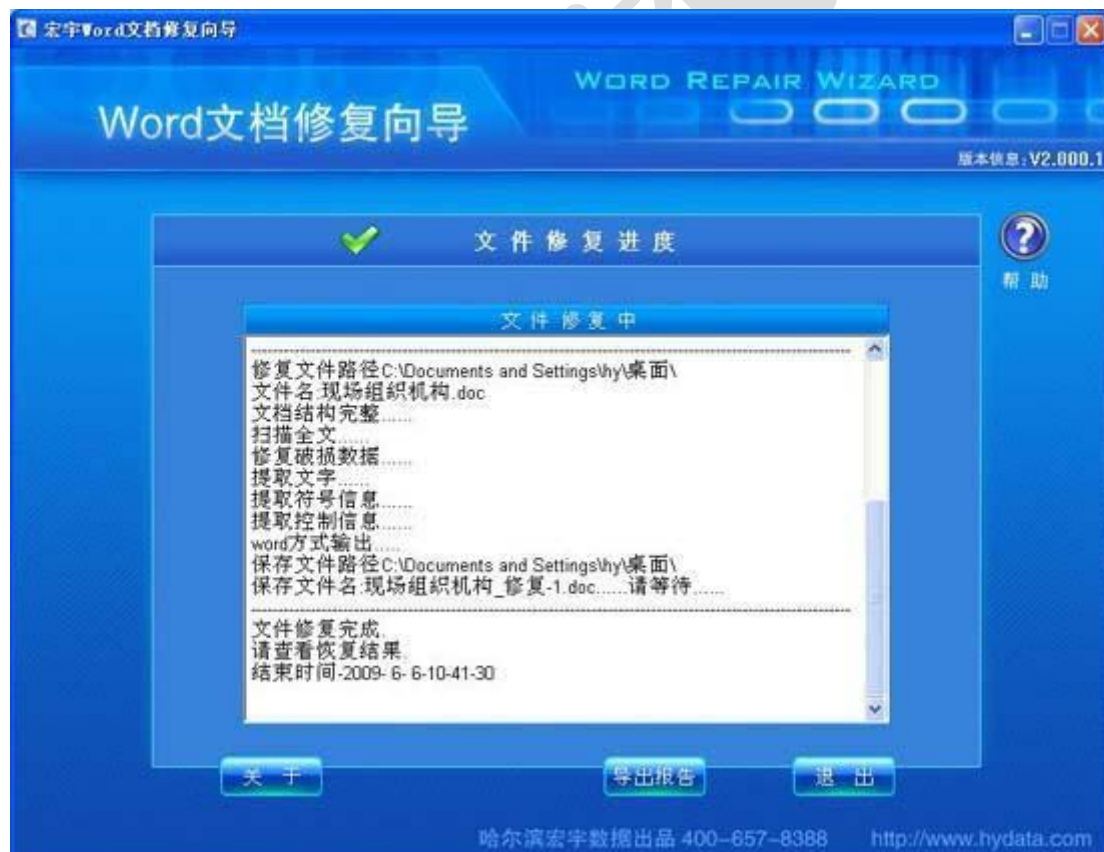 宏宇Word文档修复向导
WORD REPAIR WIZARD
Word文档修复向导
版本信息:V2.000.1
文件修复进度
帮 助
文件修复中
修复文件路径C:\Documents and Settings\hy\桌面\
文件名:现场组织机构.doc
文档结构完整......
扫描全文......
修复破损数据......
提取文字......
提取符号信息......
提取控制信息......
word方式输出......
保存文件路径C:\Documents and Settings\hy\桌面\
保存文件名:现场组织机构_修复-1.doc......请等待......
文件修复完成.
请查看恢复结果.
结束时间-2009- 6- 6-10-41-30
关 于
导出报告
退 出
哈尔滨宏宇数据出品 400-657-8388 http://www.hydata.com